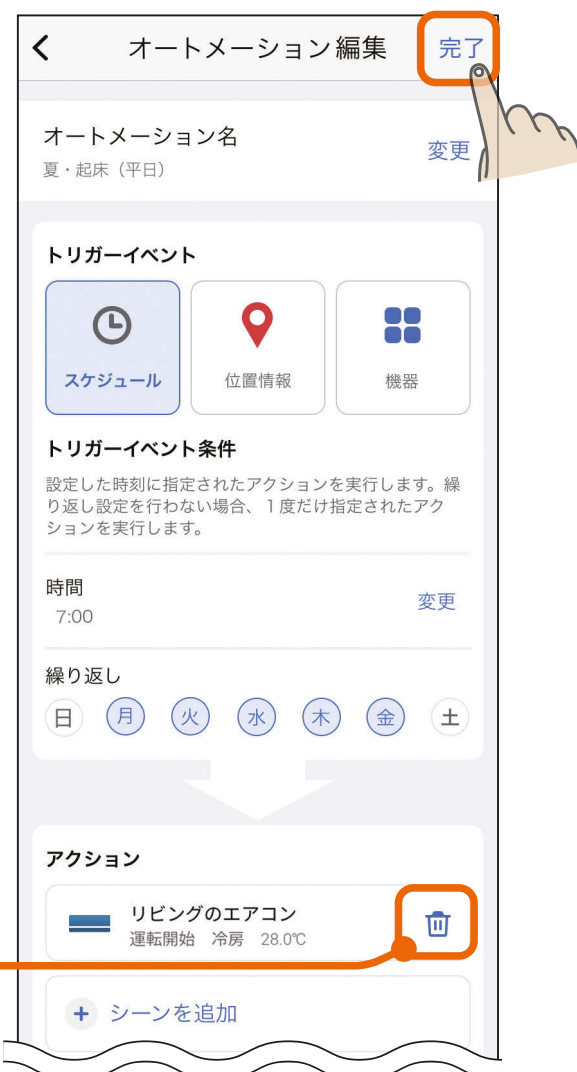 オートメーション編集 完了
オートメーション名
変更
夏・起床（平日）
トリガーイベント
スケジュール 位置情報 機器
トリガーイベント条件
設定した時刻に指定されたアクションを実行します。繰
り返し設定を行わない場合、1度だけ指定されたアク
ションを実行します。
時間
変更
7:00
繰り返し
日 月 火 水 木 金 土
アクション
リビングのエアコン
運転開始 冷房 28.0℃
+ シーンを追加